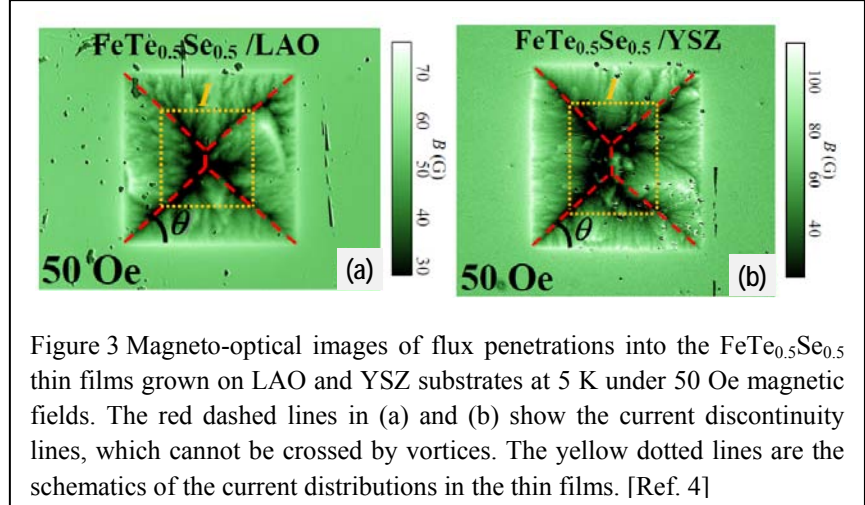 FeTe0.5Se0.5 /LAO
I
θ
50 Oe
(a)
70
60
50
40
30
B (G)
FeTe0.5Se0.5 /YSZ
I
θ
50 Oe
(b)
100
80
60
40
B (G)
Figure 3 Magneto-optical images of flux penetrations into the FeTe0.5Se0.5
thin films grown on LAO and YSZ substrates at 5 K under 50 Oe magnetic
fields. The red dashed lines in (a) and (b) show the current discontinuity
lines, which cannot be crossed by vortices. The yellow dotted lines are the
schematics of the current distributions in the thin films. [Ref. 4]